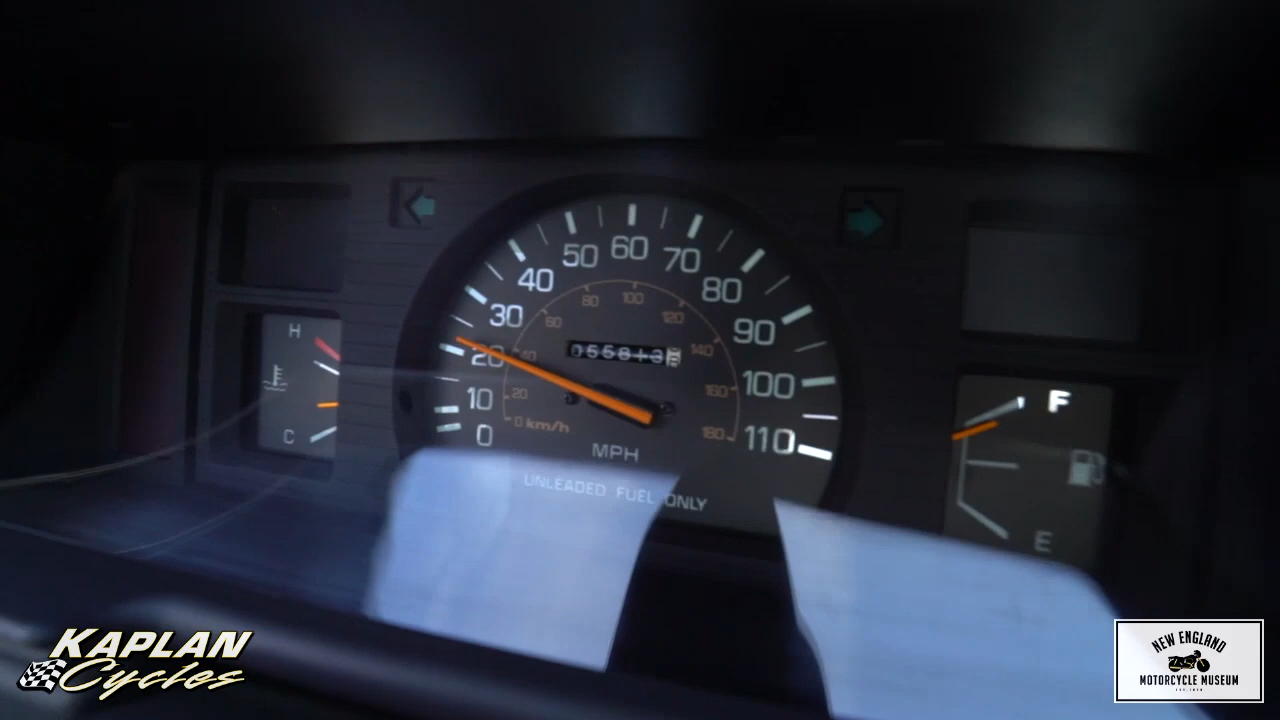 50 60 70
40 80
30 90
20 100
10 110
0
80 100 120
60 140
40 160
20 180
0 km/h
MPH
UNLEADED FUEL ONLY
H
C
F
E
KAPLAN
Cycles
NEW ENGLAND
MOTORCYCLE MUSEUM